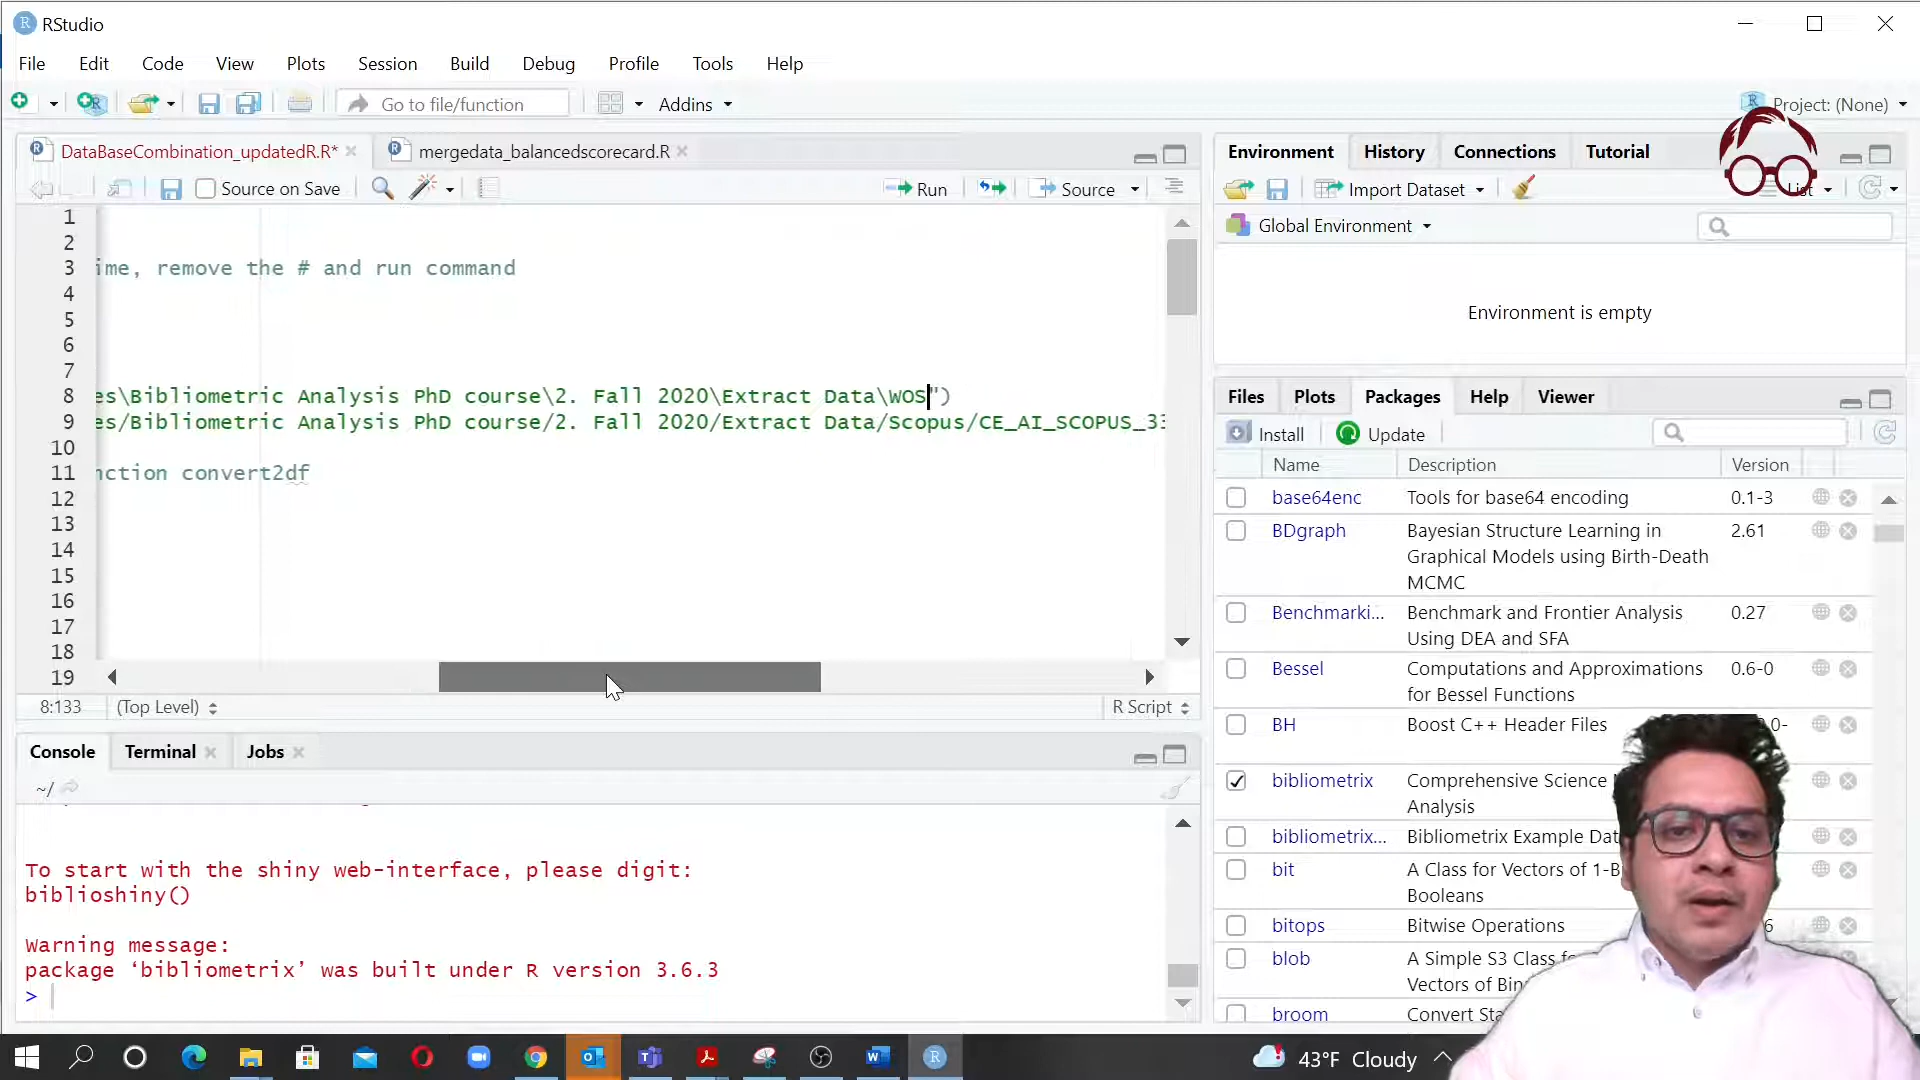 RStudio
File Edit Code View Plots Session Build Debug Profile Tools Help
Go to file/function
Addins
Project: (None)
DataBaseCombination_updatedR.R*
mergedata_balancedscorecard.R
Source on Save
Run
Source
1
2
3 ime, remove the # and run command
4
5
6
7
8 es\Bibliometric Analysis PhD course\2. Fall 2020\Extract Data\WOS")
9 es/Bibliometric Analysis PhD course/2. Fall 2020/Extract Data/Scopus/CE_AI_SCOPUS_33
10
11 nction convert2df
12
13
14
15
16
17
18
19
8:133 (Top Level) R Script
Console Terminal Jobs
~/
To start with the shiny web-interface, please digit:
biblioshiny()
Warning message:
package ‘bibliometrix’ was built under R version 3.6.3
>
Environment History Connections Tutorial
Import Dataset
List
Global Environment
Environment is empty
Files Plots Packages Help Viewer
Install Update
Name Description Version
base64enc Tools for base64 encoding 0.1-3
BDgraph Bayesian Structure Learning in 2.61
Graphical Models using Birth-Death
MCMC
Benchmarki... Benchmark and Frontier Analysis 0.27
Using DEA and SFA
Bessel Computations and Approximations 0.6-0
for Bessel Functions
BH Boost C++ Header Files 0-
bibliometrix Comprehensive Science
Analysis
bibliometrix... Bibliometrix Example Dat
bit A Class for Vectors of 1-B
Booleans
bitops Bitwise Operations 6
blob A Simple S3 Class fo
Vectors of Bin
broom Convert Sta
43°F Cloudy